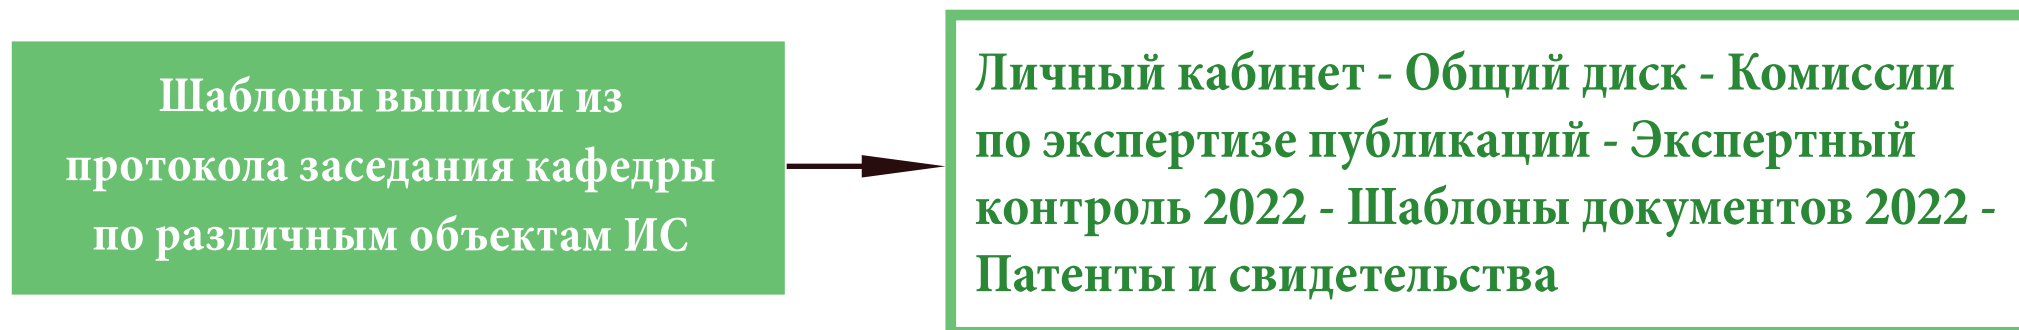 Шаблоны выписки из
протокола заседания кафедры
по различным объектам ИС
Личный кабинет - Общий диск - Комиссии
по экспертизе публикаций - Экспертный
контроль 2022 - Шаблоны документов 2022 -
Патенты и свидетельства